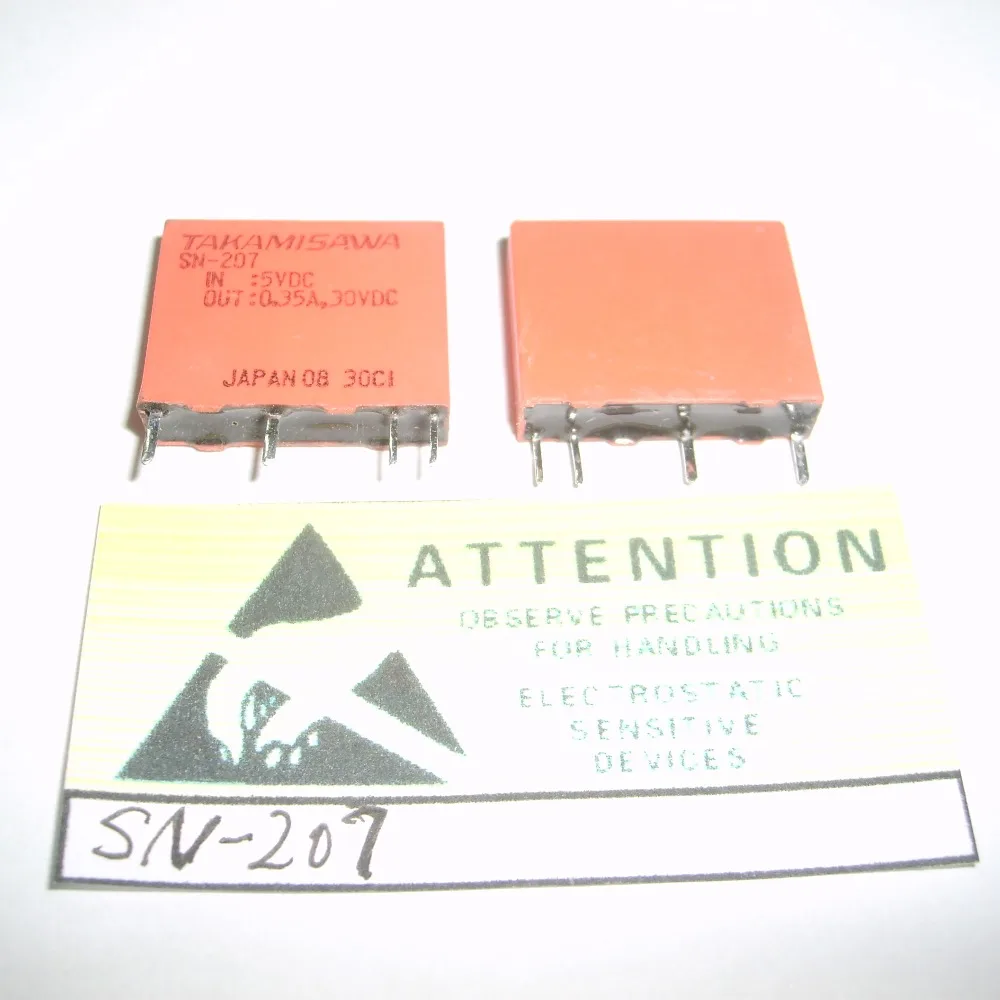 TAKAMISAWA
SN-207
IN :5VDC
OUT:0.35A,30VDC
JAPAN 08 30C1
ATTENTION
OBSERVE PRECAUTIONS
FOR HANDLING
ELECTROSTATIC
SENSITIVE
DEVICES
SN-207